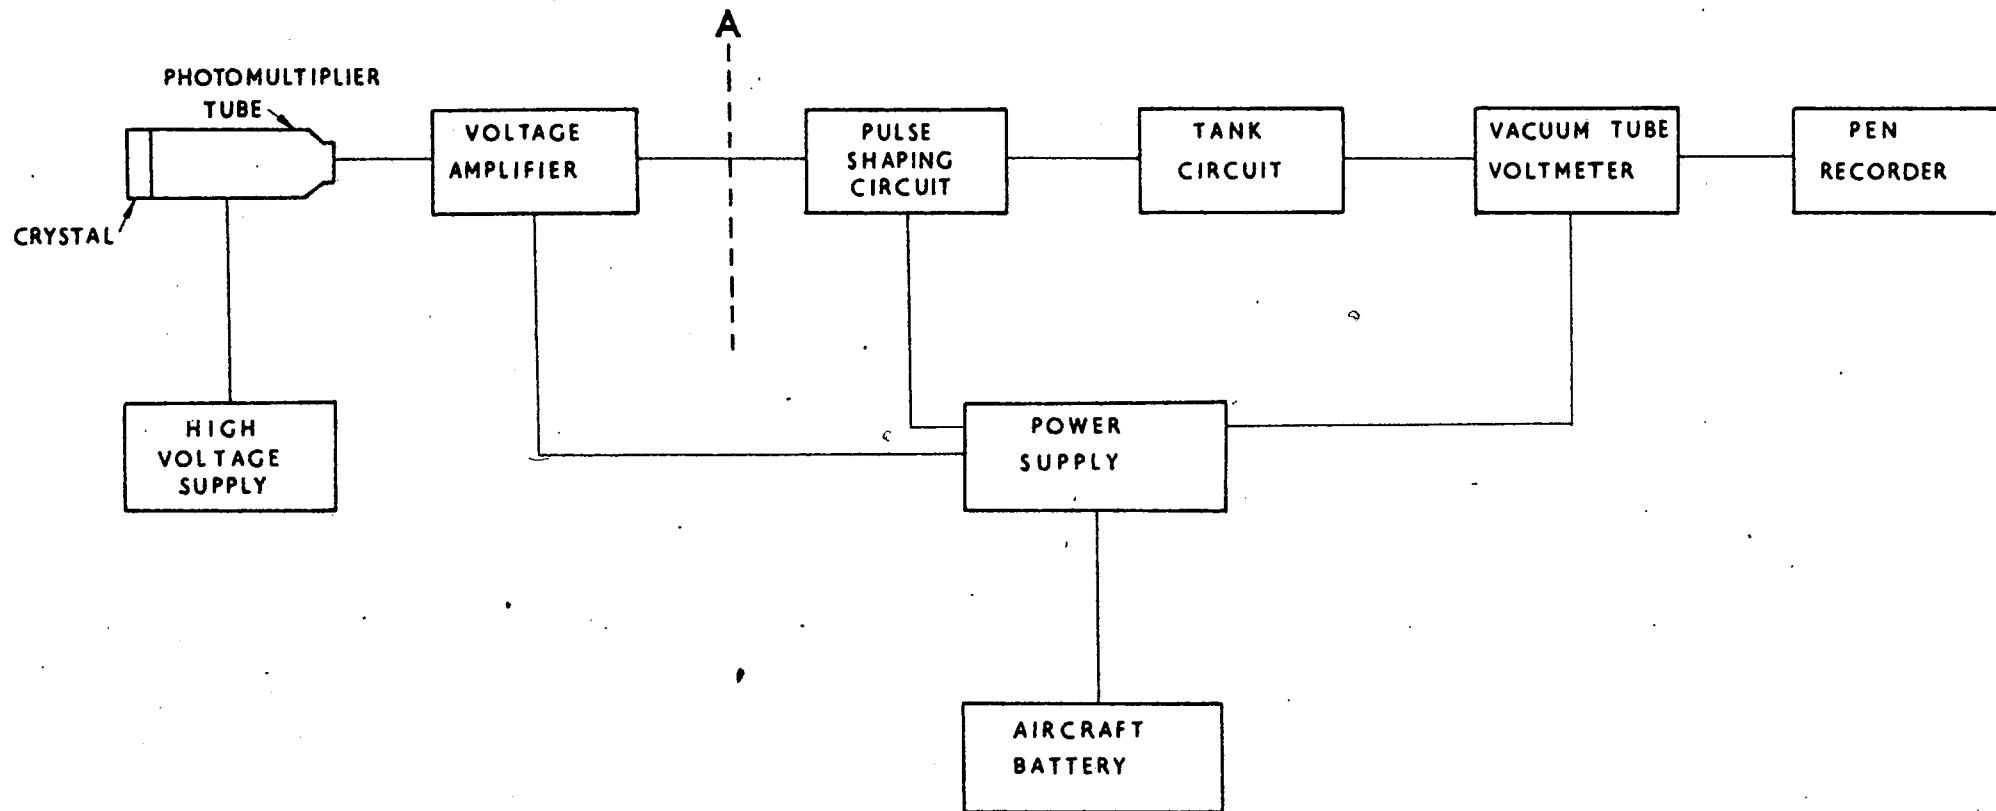 A
PHOTOMULTIPLIER
TUBE
CRYSTAL
VOLTAGE
AMPLIFIER
PULSE
SHAPING
CIRCUIT
TANK
CIRCUIT
VACUUM TUBE
VOLTMETER
PEN
RECORDER
HIGH
VOLTAGE
SUPPLY
POWER
SUPPLY
AIRCRAFT
BATTERY